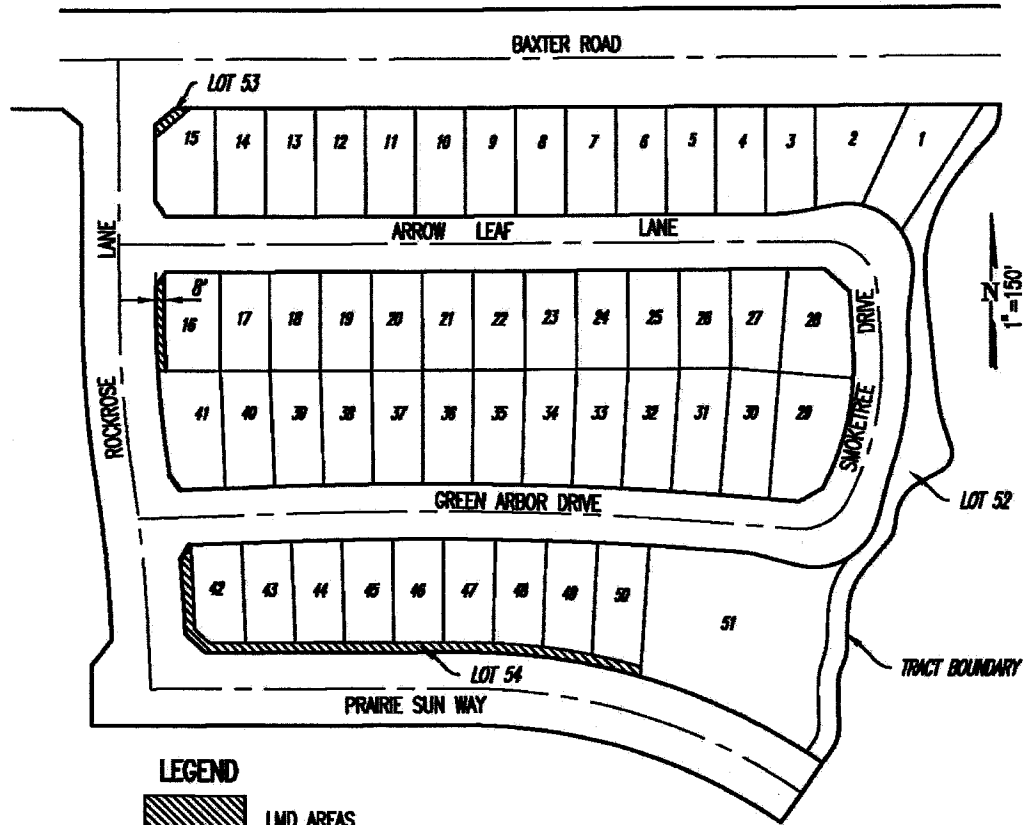 BAXTER ROAD
LOT 53
15 14 13 12 11 10 9 8 7 6 5 4 3 2 1
ARROW LEAF LANE
LANE
8'
N
1"=150'
16 17 18 19 20 21 22 23 24 25 26 27 28
DRIVE
ROCKROSE
41 40 39 38 37 36 35 34 33 32 31 30 29
SMOKETREE
LOT 52
GREEN ARBOR DRIVE
42 43 44 45 46 47 48 49 50 51
TRACT BOUNDARY
LOT 54
PRAIRIE SUN WAY
LEGEND
LMD AREAS